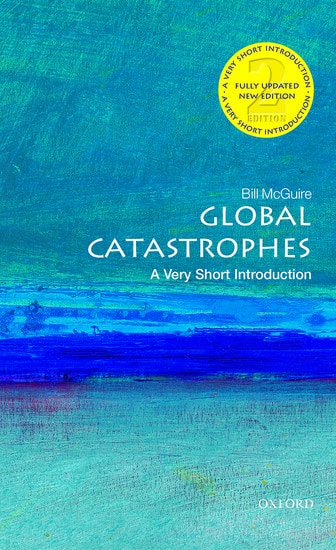 A VERY SHORT INTRODUCTION
2
FULLY UPDATED
NEW EDITION
EDITION
A VERY SHORT INTRODUCTION
Bill McGuire
GLOBAL
CATASTROPHES
A Very Short Introduction
OXFORD